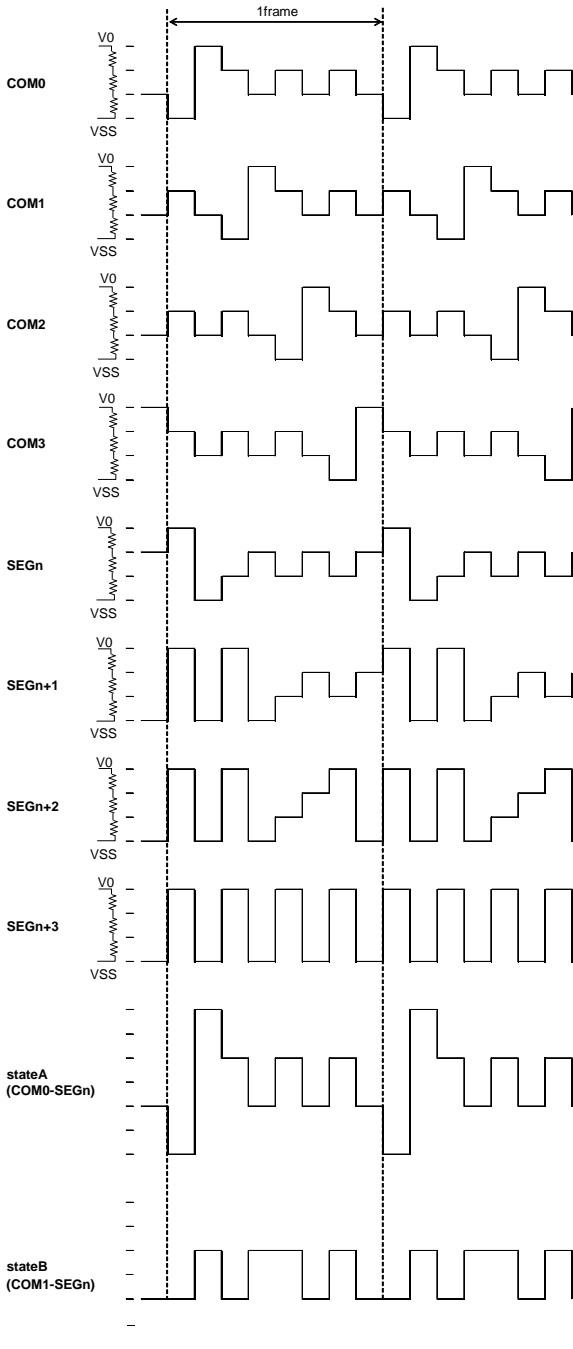 1frame
V0
COM0
VSS
V0
COM1
VSS
V0
COM2
VSS
V0
COM3
VSS
V0
SEGn
VSS
V0
SEGn+1
VSS
V0
SEGn+2
VSS
V0
SEGn+3
VSS
stateA
(COM0-SEGn)
stateB
(COM1-SEGn)